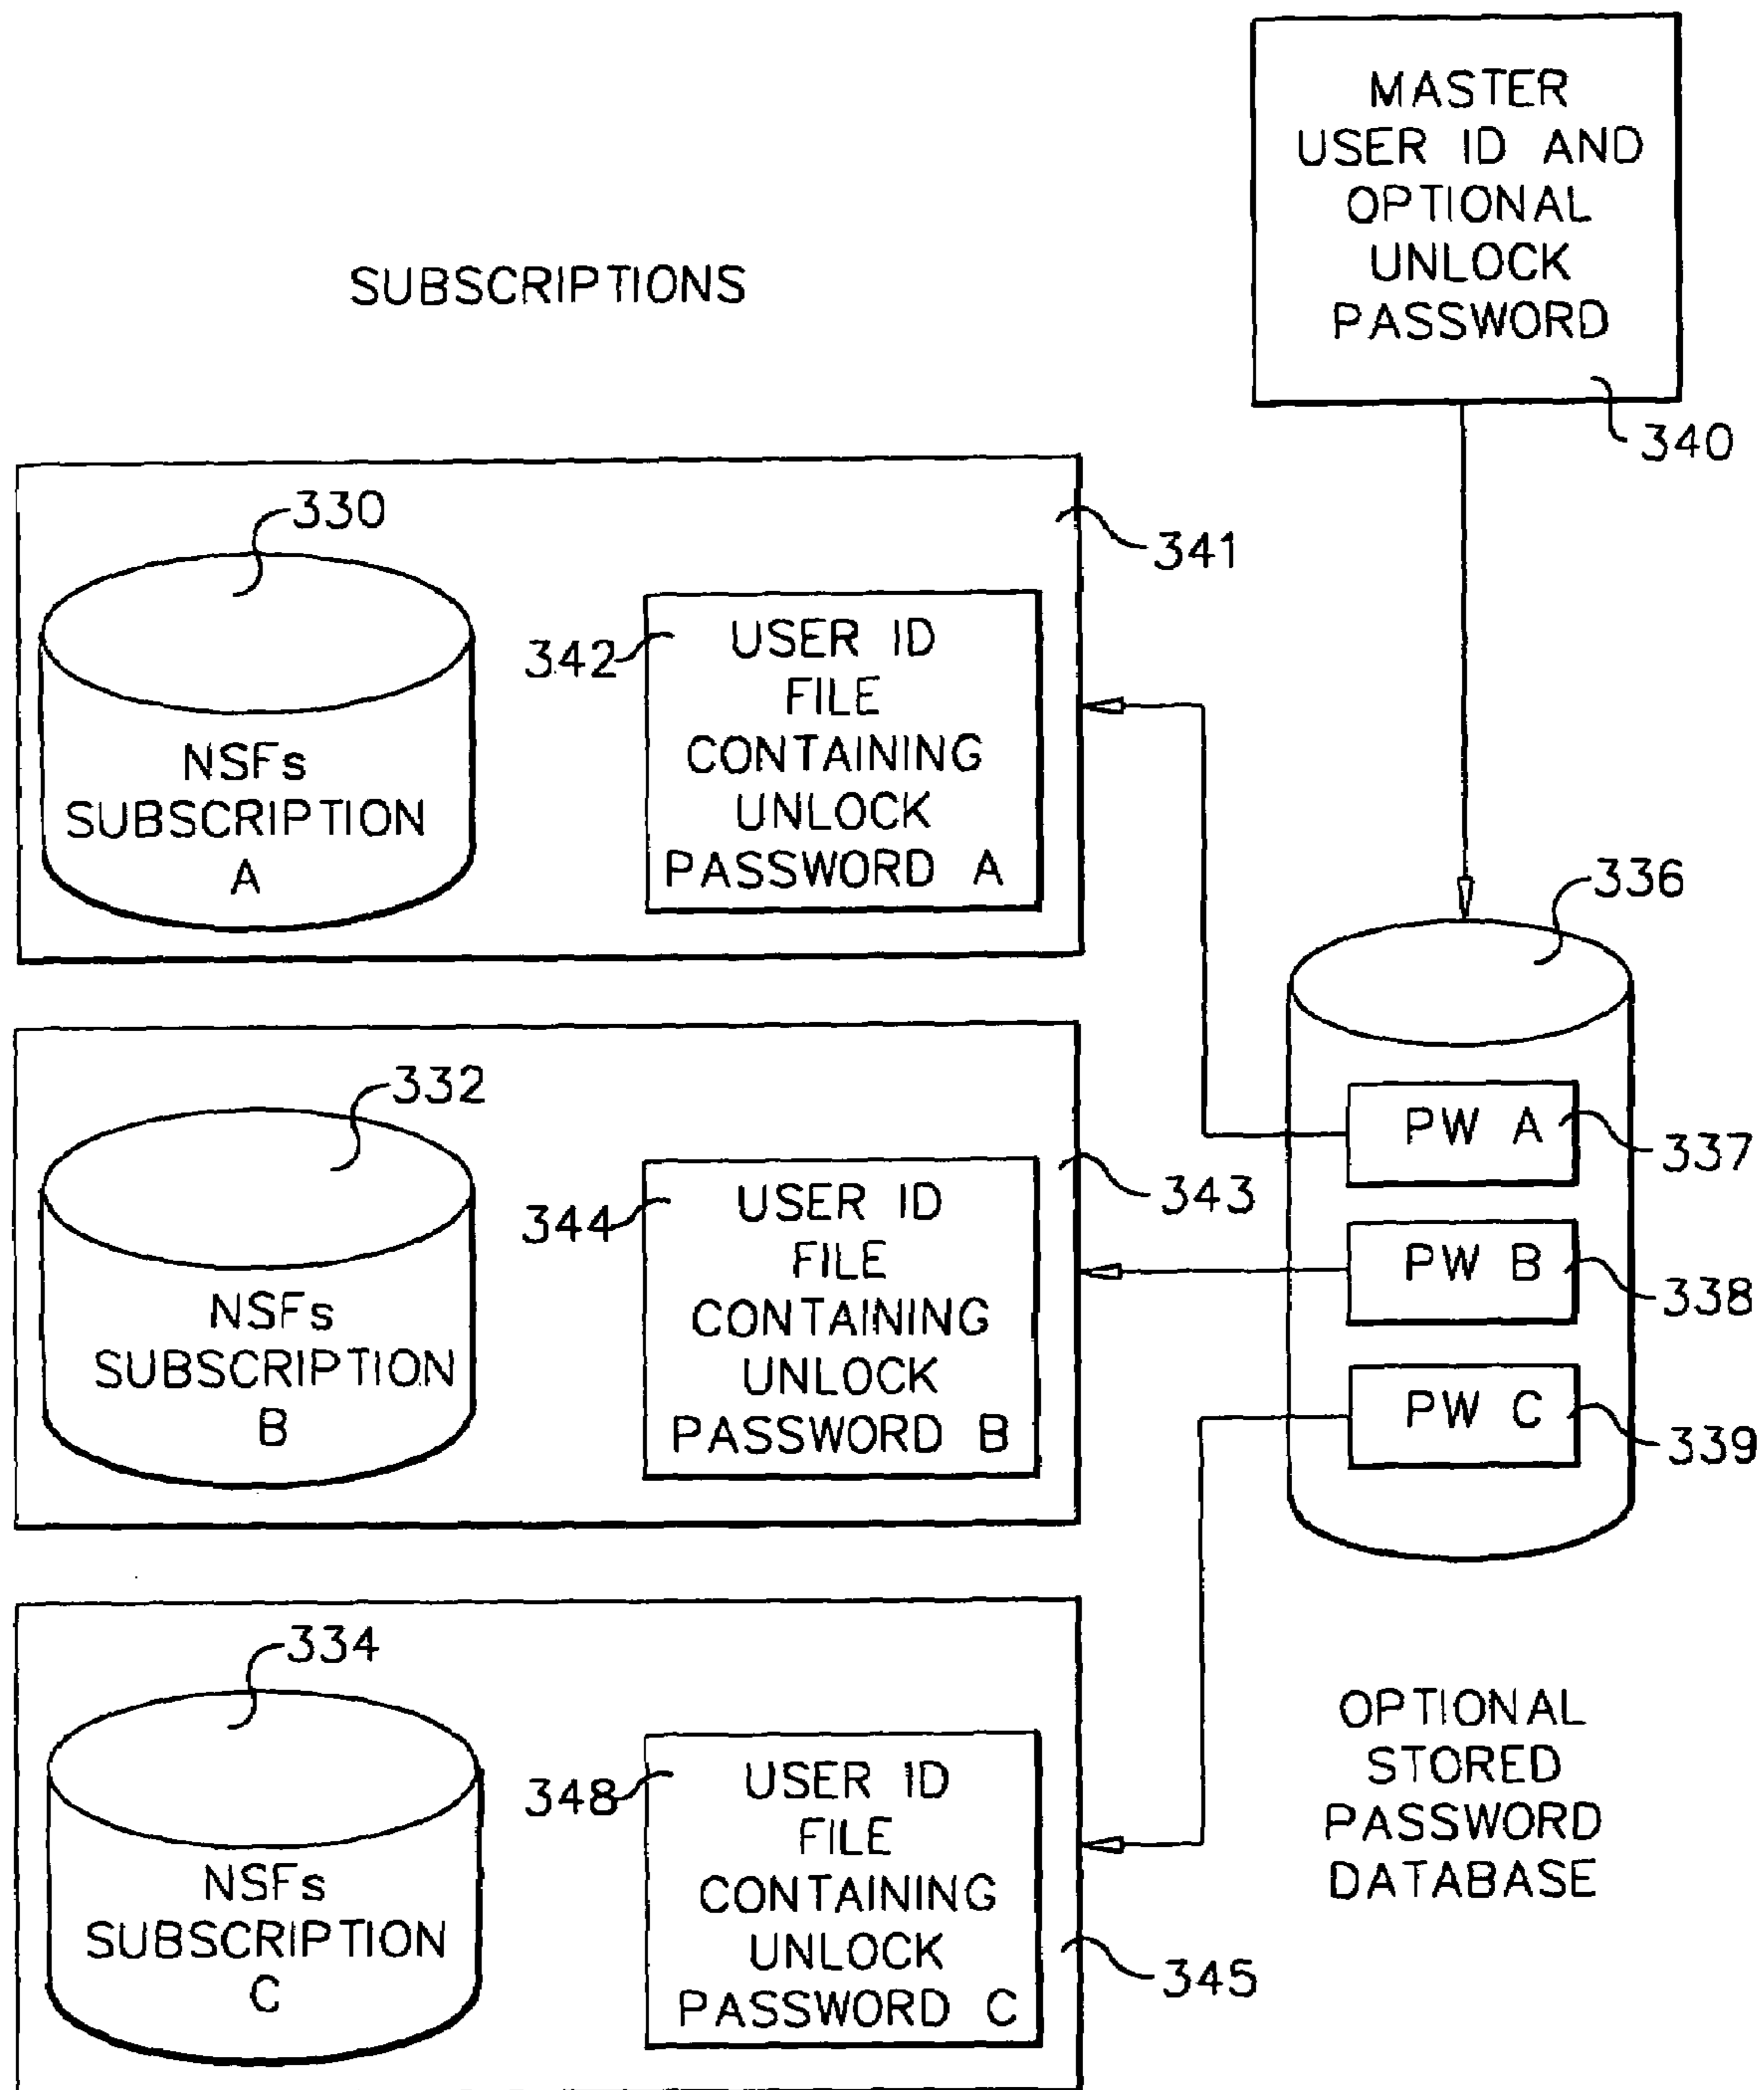 MASTER
USER ID AND
OPTIONAL
UNLOCK
PASSWORD
340
SUBSCRIPTIONS
330
341
342
USER ID
FILE
CONTAINING
UNLOCK
PASSWORD A
NSFs
SUBSCRIPTION
A
336
332
343
344
USER ID
FILE
CONTAINING
UNLOCK
PASSWORD B
NSFs
SUBSCRIPTION
B
PW A
337
PW B
338
PW C
339
334
345
348
USER ID
FILE
CONTAINING
UNLOCK
PASSWORD C
NSFs
SUBSCRIPTION
C
OPTIONAL
STORED
PASSWORD
DATABASE